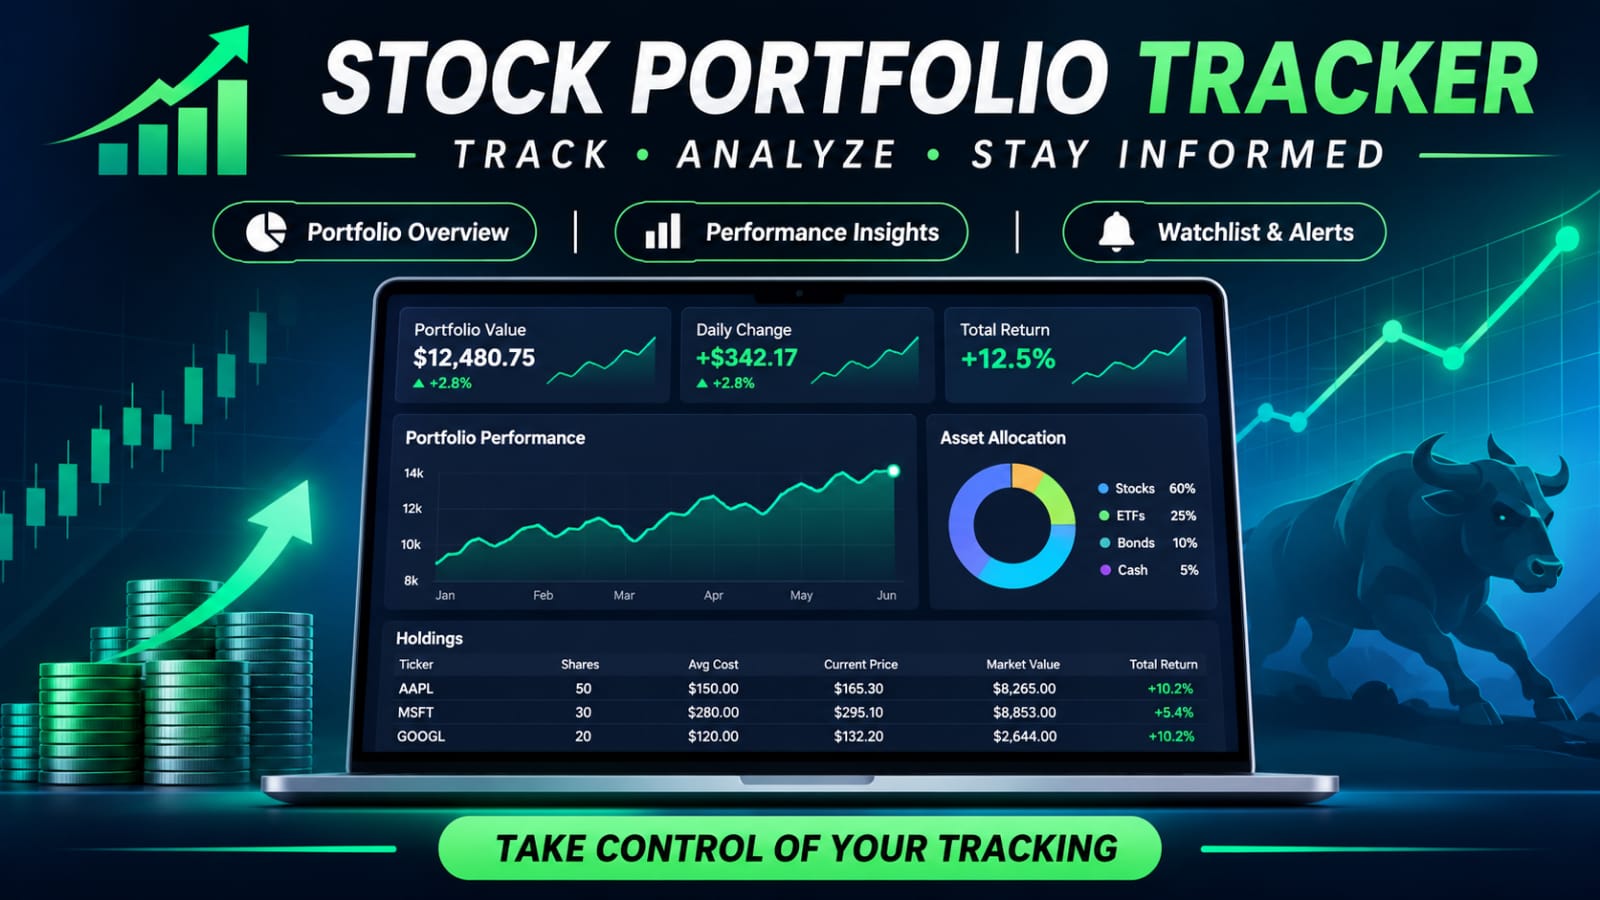 STOCK PORTFOLIO TRACKER
TRACK • ANALYZE • STAY INFORMED
Portfolio Overview | Performance Insights | Watchlist & Alerts
Portfolio Value
$12,480.75
▲ +2.8%
Daily Change
+$342.17
▲ +2.8%
Total Return
+12.5%
Portfolio Performance
14k
12k
10k
8k
Jan Feb Mar Apr May Jun
Asset Allocation
Stocks 60%
ETFs 25%
Bonds 10%
Cash 5%
Holdings
Ticker Shares Avg Cost Current Price Market Value Total Return
AAPL 50 $150.00 $165.30 $8,265.00 +10.2%
MSFT 30 $280.00 $295.10 $8,853.00 +5.4%
GOOGL 20 $120.00 $132.20 $2,644.00 +10.2%
TAKE CONTROL OF YOUR TRACKING